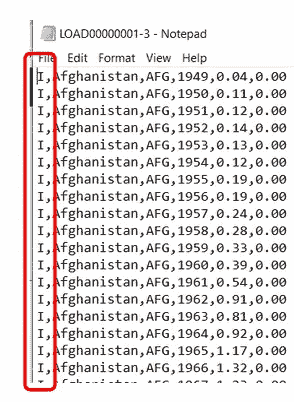 LOAD00000001-3 - Notepad
File Edit Format View Help
I,Afghanistan,AFG,1949,0.04,0.00
I,Afghanistan,AFG,1950,0.11,0.00
I,Afghanistan,AFG,1951,0.12,0.00
I,Afghanistan,AFG,1952,0.14,0.00
I,Afghanistan,AFG,1953,0.13,0.00
I,Afghanistan,AFG,1954,0.12,0.00
I,Afghanistan,AFG,1955,0.19,0.00
I,Afghanistan,AFG,1956,0.19,0.00
I,Afghanistan,AFG,1957,0.24,0.00
I,Afghanistan,AFG,1958,0.28,0.00
I,Afghanistan,AFG,1959,0.33,0.00
I,Afghanistan,AFG,1960,0.39,0.00
I,Afghanistan,AFG,1961,0.54,0.00
I,Afghanistan,AFG,1962,0.91,0.00
I,Afghanistan,AFG,1963,0.81,0.00
I,Afghanistan,AFG,1964,0.92,0.00
I,Afghanistan,AFG,1965,1.17,0.00
I,Afghanistan,AFG,1966,1.32,0.00